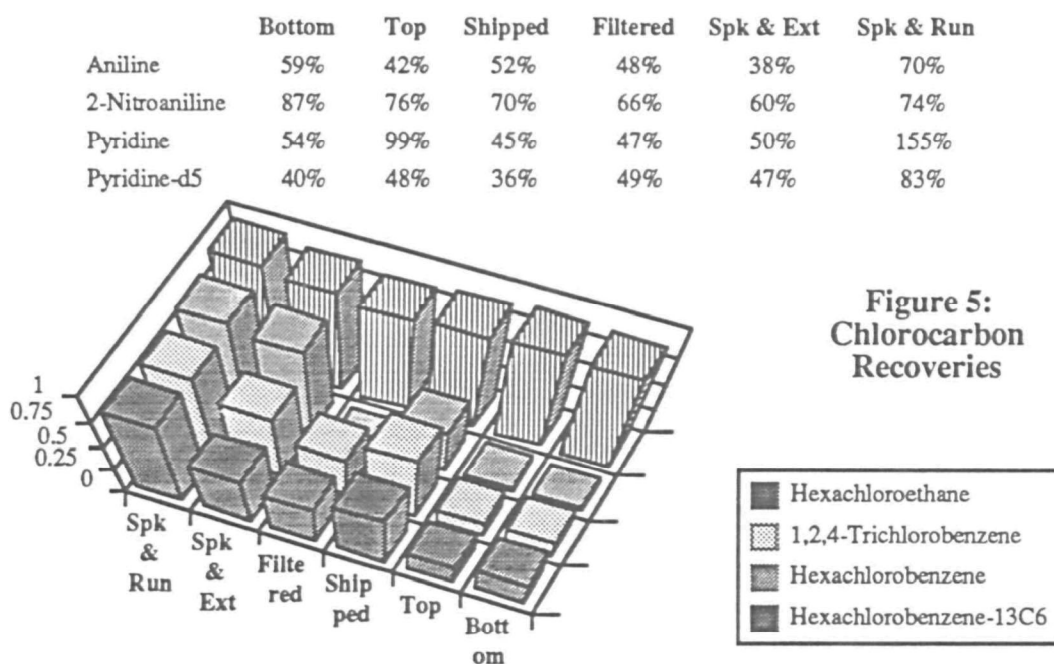 Bottom Top Shipped Filtered Spk & Ext Spk & Run
Aniline 59% 42% 52% 48% 38% 70%
2-Nitroaniline 87% 76% 70% 66% 60% 74%
Pyridine 54% 99% 45% 47% 50% 155%
Pyridine-d5 40% 48% 36% 49% 47% 83%
Figure 5:
Chlorocarbon
Recoveries
1
0.75
0.5
0.25
0
Spk
&
Run
Spk
&
Ext
Filte
red
Ship
ped
Top
Bott
om
Hexachloroethane
1,2,4-Trichlorobenzene
Hexachlorobenzene
Hexachlorobenzene-13C6